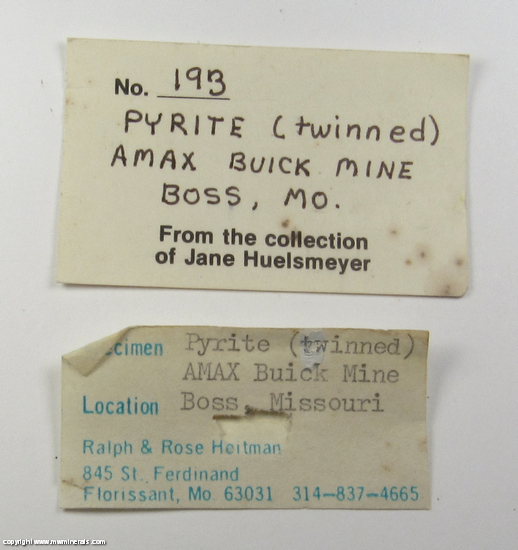 No. 193
PYRITE (twinned)
AMAX BUICK MINE
BOSS, MO.
From the collection
of Jane Huelsmeyer
cimen Pyrite (twinned)
AMAX Buick Mine
Location Boss, Missouri
Ralph & Rose Heitman
845 St. Ferdinand
Florissant, Mo. 63031 314-837-4665
copyright www.mwminerals.com